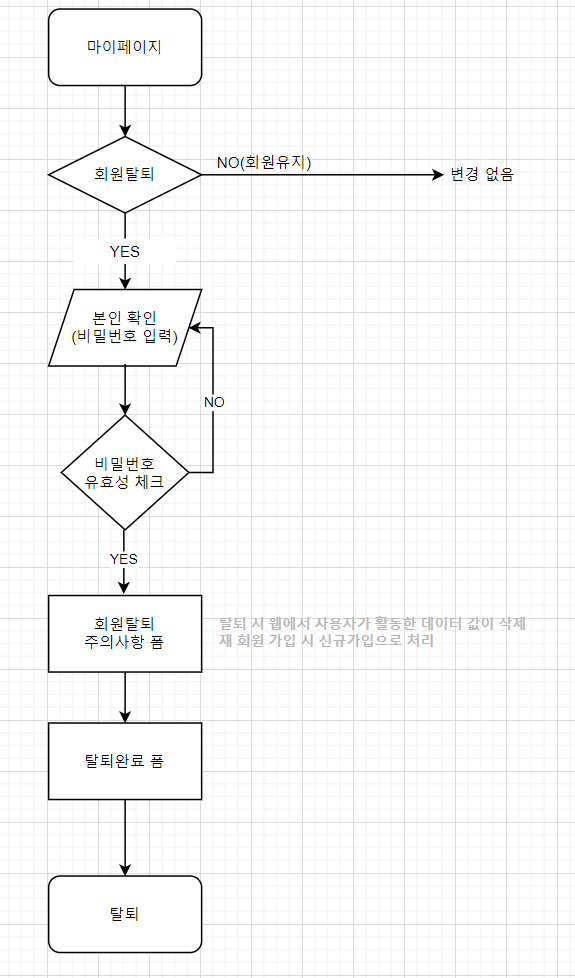 마이페이지
회원탈퇴
NO(회원유지)
변경 없음
YES
본인 확인
(비밀번호 입력)
NO
비밀번호
유효성 체크
YES
회원탈퇴
주의사항 폼
탈퇴 시 웹에서 사용자가 활동한 데이터 값이 삭제
재 회원 가입 시 신규가입으로 처리
탈퇴완료 폼
탈퇴